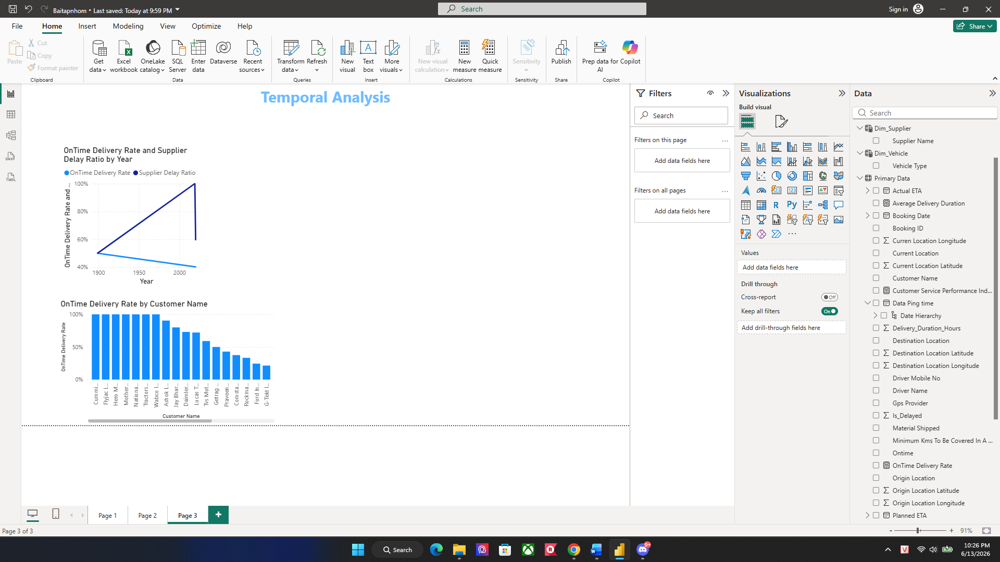 Baitapnhom • Last saved: Today at 9:59 PM
Search
Sign in
File
Home
Insert
Modeling
View
Optimize
Help
Share
Paste
Cut
Copy
Format painter
Clipboard
Get data
Excel workbook
OneLake catalog
SQL Server
Enter data
Dataverse
Recent sources
Data
Transform data
Refresh
Queries
New visual
Text box
More visuals
Insert
New visual calculation
New measure
Quick measure
Calculations
Sensitivity
Sensitivity
Publish
Share
Prep data for AI
Copilot
Copilot
Temporal Analysis
OnTime Delivery Rate and Supplier
Delay Ratio by Year
OnTime Delivery Rate
Supplier Delay Ratio
OnTime Delivery Rate and ...
100%
80%
60%
40%
1900
1950
2000
Year
OnTime Delivery Rate by Customer Name
OnTime Delivery Rate
100%
50%
0%
Cummi...
Flyjac L...
Hero M...
Mother...
Nationa...
Tractors...
Wabco I...
Ashok L...
Jay Bhar...
Daimler...
Lucas T...
Tvs Mot...
Getrag ...
Praveen...
Comsta...
Rockma...
Ford In...
G-Tekt I...
Customer Name
Filters
Search
Filters on this page
...
Add data fields here
Filters on all pages
...
Add data fields here
Visualizations
Build visual
123
123
R
Py
...
Values
Add data fields here
Drill through
Cross-report
Off
Keep all filters
On
Add drill-through fields here
Data
Search
Dim_Supplier
Supplier Name
Dim_Vehicle
Vehicle Type
Primary Data
Actual ETA
Average Delivery Duration
Booking Date
Booking ID
Curren Location Longitude
Current Location
Current Location Latitude
Customer Name
Customer Service Performance Ind...
Data Ping time
Date Hierarchy
Delivery_Duration_Hours
Destination Location
Destination Location Latitude
Destination Location Longitude
Driver Mobile No
Driver Name
Gps Provider
Is_Delayed
Material Shipped
Minimum Kms To Be Covered In A ...
Ontime
OnTime Delivery Rate
Origin Location
Origin Location Latitude
Origin Location Longitude
Planned ETA
DAX
TMDL
Page 1
Page 2
Page 3
+
Page 3 of 3
-
+
91%
Search
9+
V
10:26 PM
6/13/2026